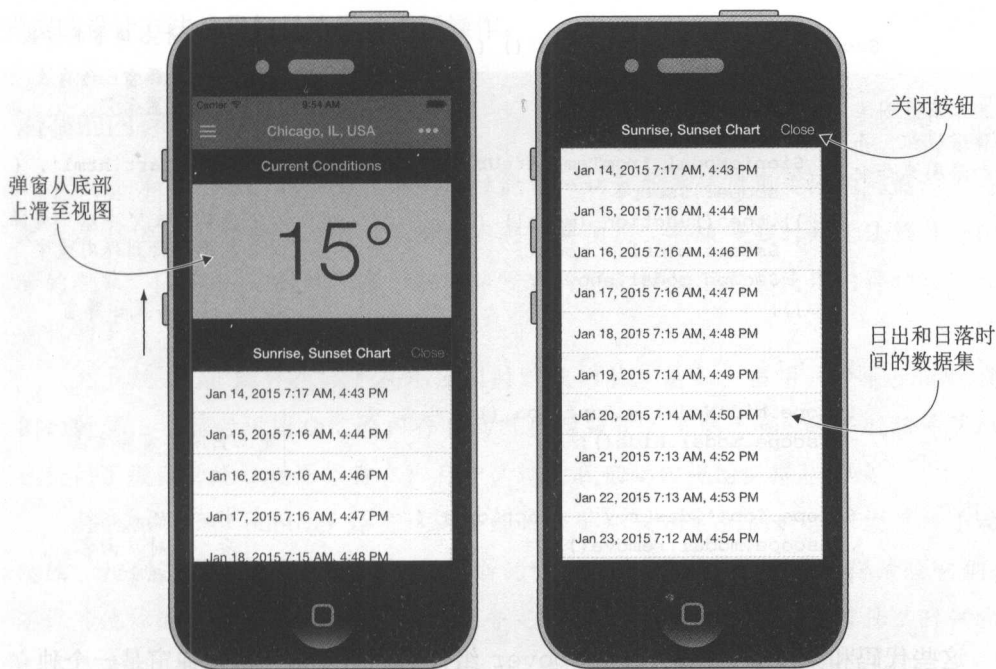 弹窗从底部
上滑至视图
Carrier 9:54 AM
Chicago, IL, USA
Current Conditions
15°
Sunrise, Sunset Chart Close
Jan 14, 2015 7:17 AM, 4:43 PM
Jan 15, 2015 7:16 AM, 4:44 PM
Jan 16, 2015 7:16 AM, 4:46 PM
Jan 17, 2015 7:16 AM, 4:47 PM
Jan 18, 2015 7:15 AM, 4:48 PM
Sunrise, Sunset Chart Close
Jan 14, 2015 7:17 AM, 4:43 PM
Jan 15, 2015 7:16 AM, 4:44 PM
Jan 16, 2015 7:16 AM, 4:46 PM
Jan 17, 2015 7:16 AM, 4:47 PM
Jan 18, 2015 7:15 AM, 4:48 PM
Jan 19, 2015 7:14 AM, 4:49 PM
Jan 20, 2015 7:14 AM, 4:50 PM
Jan 21, 2015 7:13 AM, 4:52 PM
Jan 22, 2015 7:13 AM, 4:53 PM
Jan 23, 2015 7:12 AM, 4:54 PM
关闭按钮
日出和日落时
间的数据集